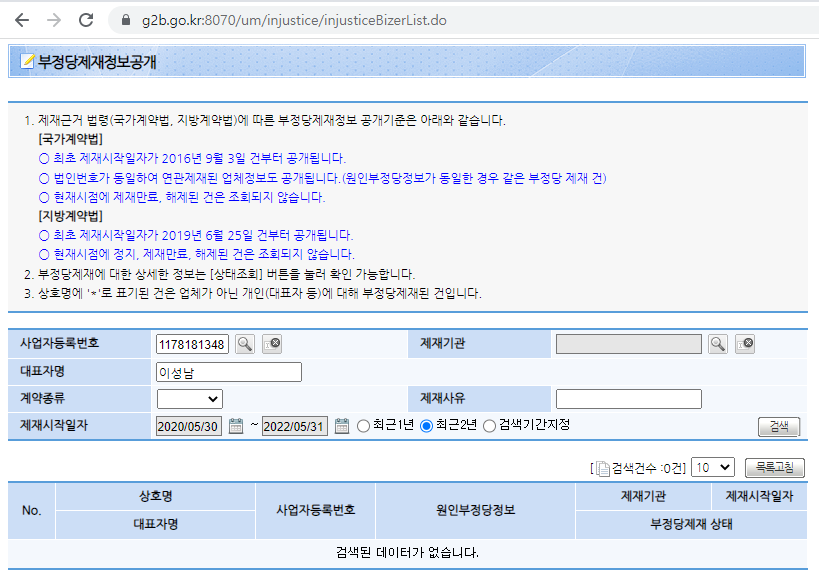 g2b.go.kr:8070/um/injustice/injusticeBizerList.do
부정당제재정보공개
1. 제재근거 법령(국가계약법, 지방계약법)에 따른 부정당제재정보 공개기준은 아래와 같습니다.
[국가계약법]
○ 최초 제재시작일자가 2016년 9월 3일 건부터 공개됩니다.
○ 법인번호가 동일하여 연관제재된 업체정보도 공개됩니다.(원인부정당정보가 동일한 경우 같은 부정당 제재 건)
○ 현재시점에 제재만료, 해제된 건은 조회되지 않습니다.
[지방계약법]
○ 최초 제재시작일자가 2019년 6월 25일 건부터 공개됩니다.
○ 현재시점에 정지, 제재만료, 해제된 건은 조회되지 않습니다.
2. 부정당제재에 대한 상세한 정보는 [상태조회] 버튼을 눌러 확인 가능합니다.
3. 상호명에 '*'로 표기된 건은 업체가 아닌 개인(대표자 등)에 대해 부정당제재된 건입니다.
사업자등록번호 1178181348 제재기관
대표자명 이성남
계약종류 제재사유
제재시작일자 2020/05/30 ~ 2022/05/31 최근1년 최근2년 검색기간지정 검색
[검색건수 :0건] 10 목록고침
No. 상호명 사업자등록번호 원인부정당정보 제재기관 제재시작일자
대표자명 부정당제재 상태
검색된 데이터가 없습니다.